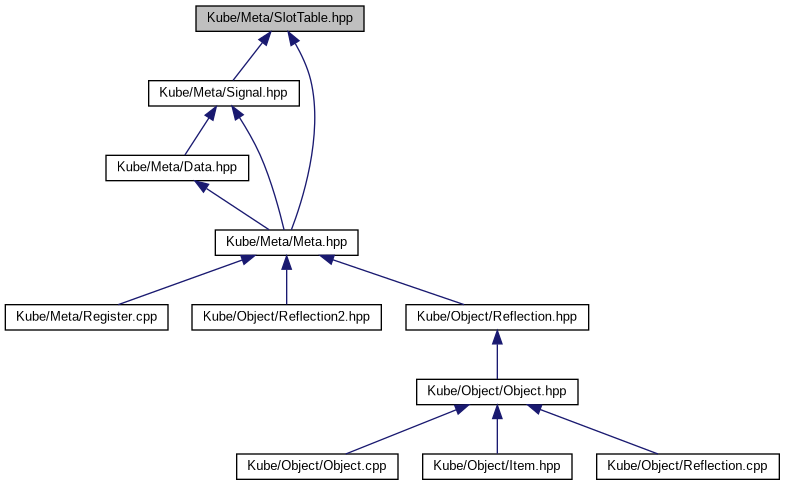 Kube/Meta/SlotTable.hpp
Kube/Meta/Signal.hpp
Kube/Meta/Data.hpp
Kube/Meta/Meta.hpp
Kube/Meta/Register.cpp
Kube/Object/Reflection2.hpp
Kube/Object/Reflection.hpp
Kube/Object/Object.hpp
Kube/Object/Object.cpp
Kube/Object/Item.hpp
Kube/Object/Reflection.cpp